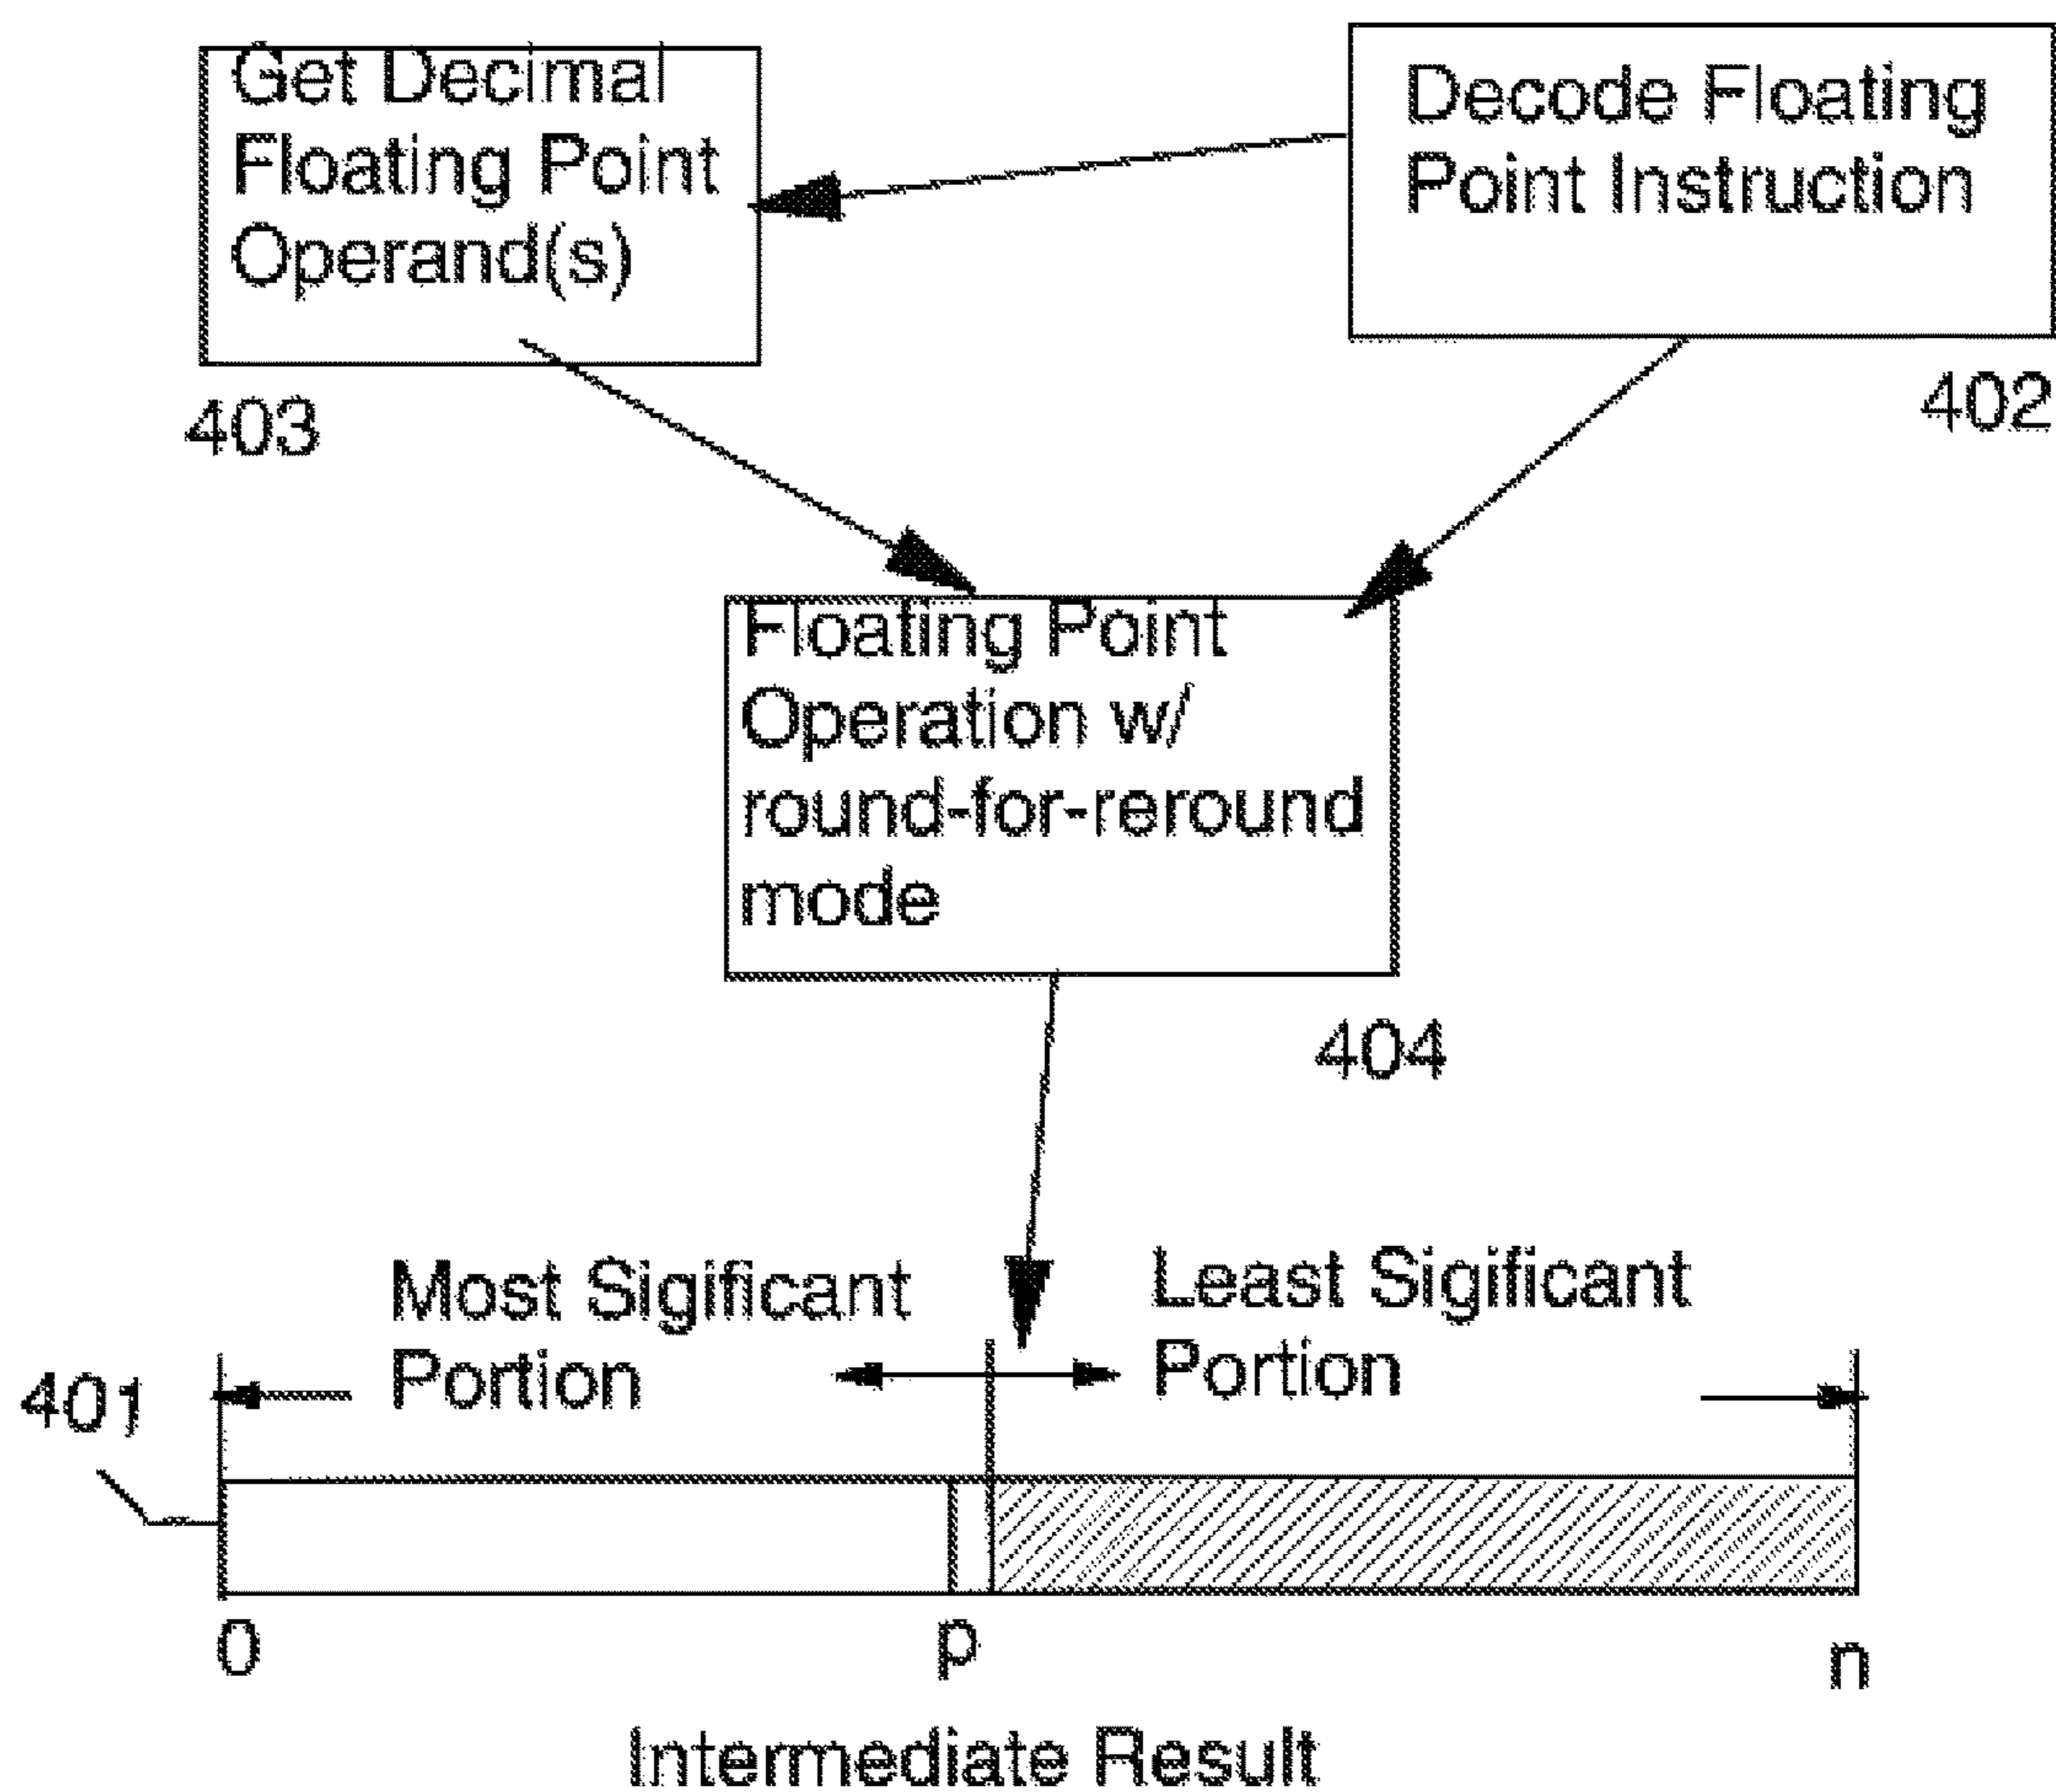 Get Decimal
Floating Point
Operand(s)
403
Decode Floating
Point Instruction
402
Floating Point
Operation w/
round-for-reround
mode
404
Most Sigificant
Portion
Least Sigificant
Portion
401
0
p
n
Intermediate Result